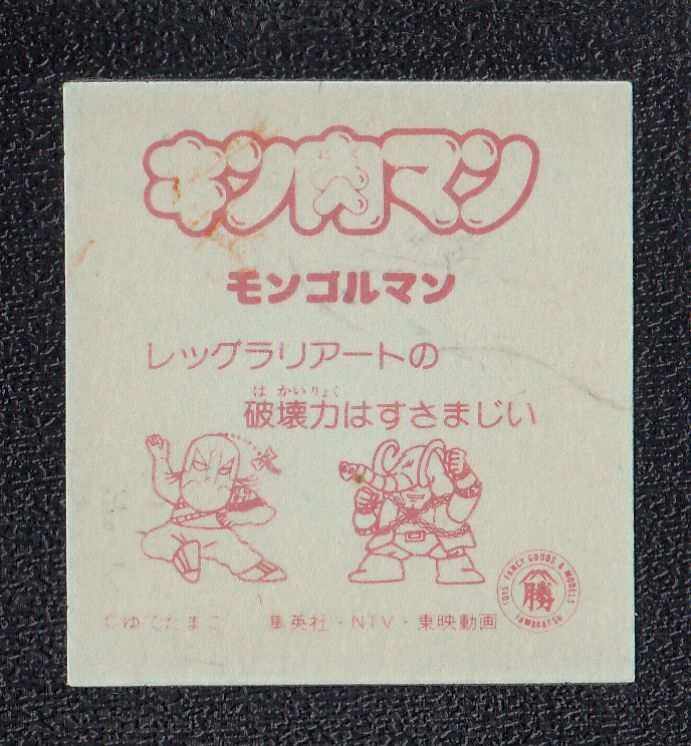 キン肉マン
にく
モンゴルマン
レッグラリアートの
はかいりょく
破壊力はすさまじい
TOYS FANCY GOODS & MODELS
勝
YAMAKATSU
©ゆでたまご 集英社・NTV・東映動画